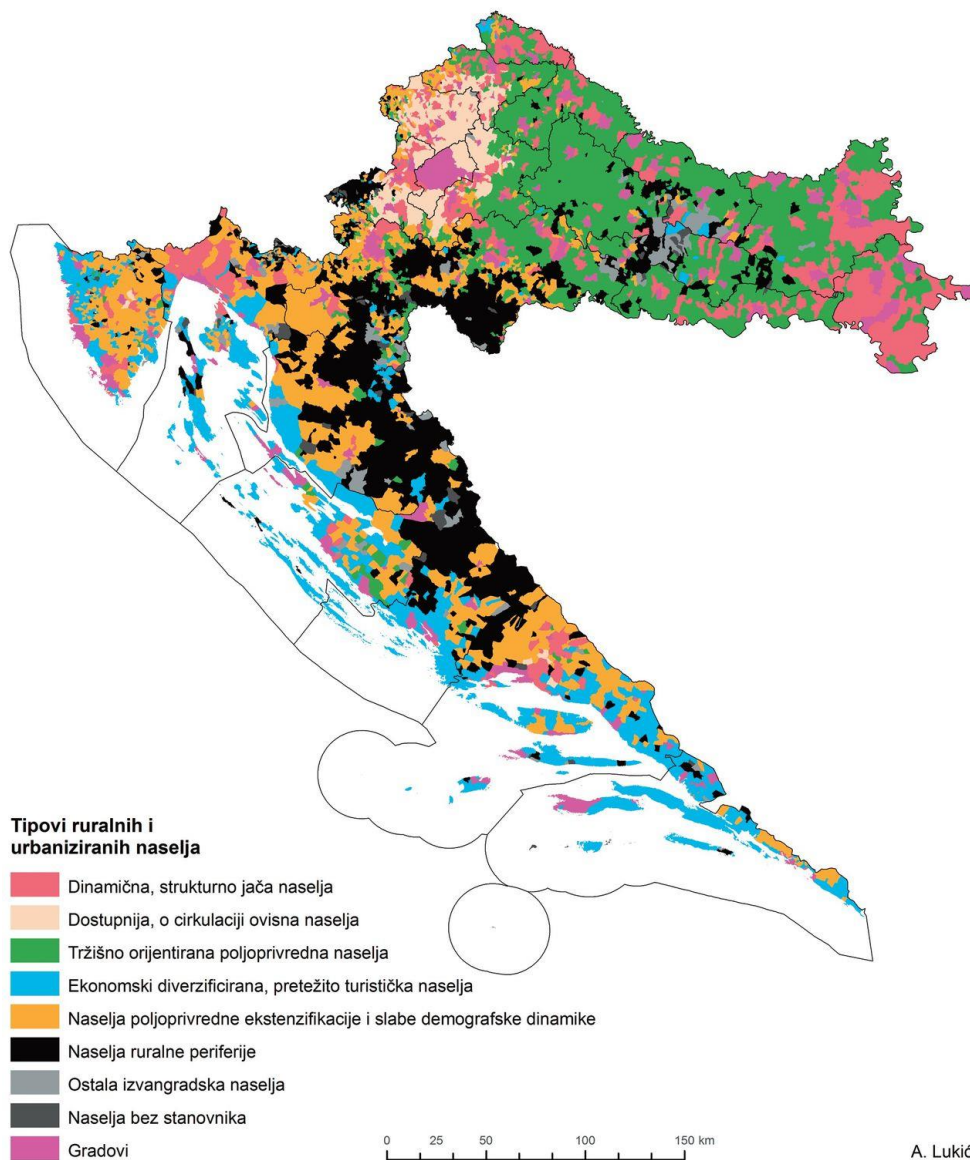 Tipovi ruralnih i
urbaniziranih naselja
Dinamična, strukturno jača naselja
Dostupnija, o cirkulaciji ovisna naselja
Tržišno orijentirana poljoprivredna naselja
Ekonomski diverzificirana, pretežito turistička naselja
Naselja poljoprivredne ekstenzifikacije i slabe demografske dinamike
Naselja ruralne periferije
Ostala izvangradska naselja
Naselja bez stanovnika
Gradovi
0 25 50 100 150 km
A. Lukić